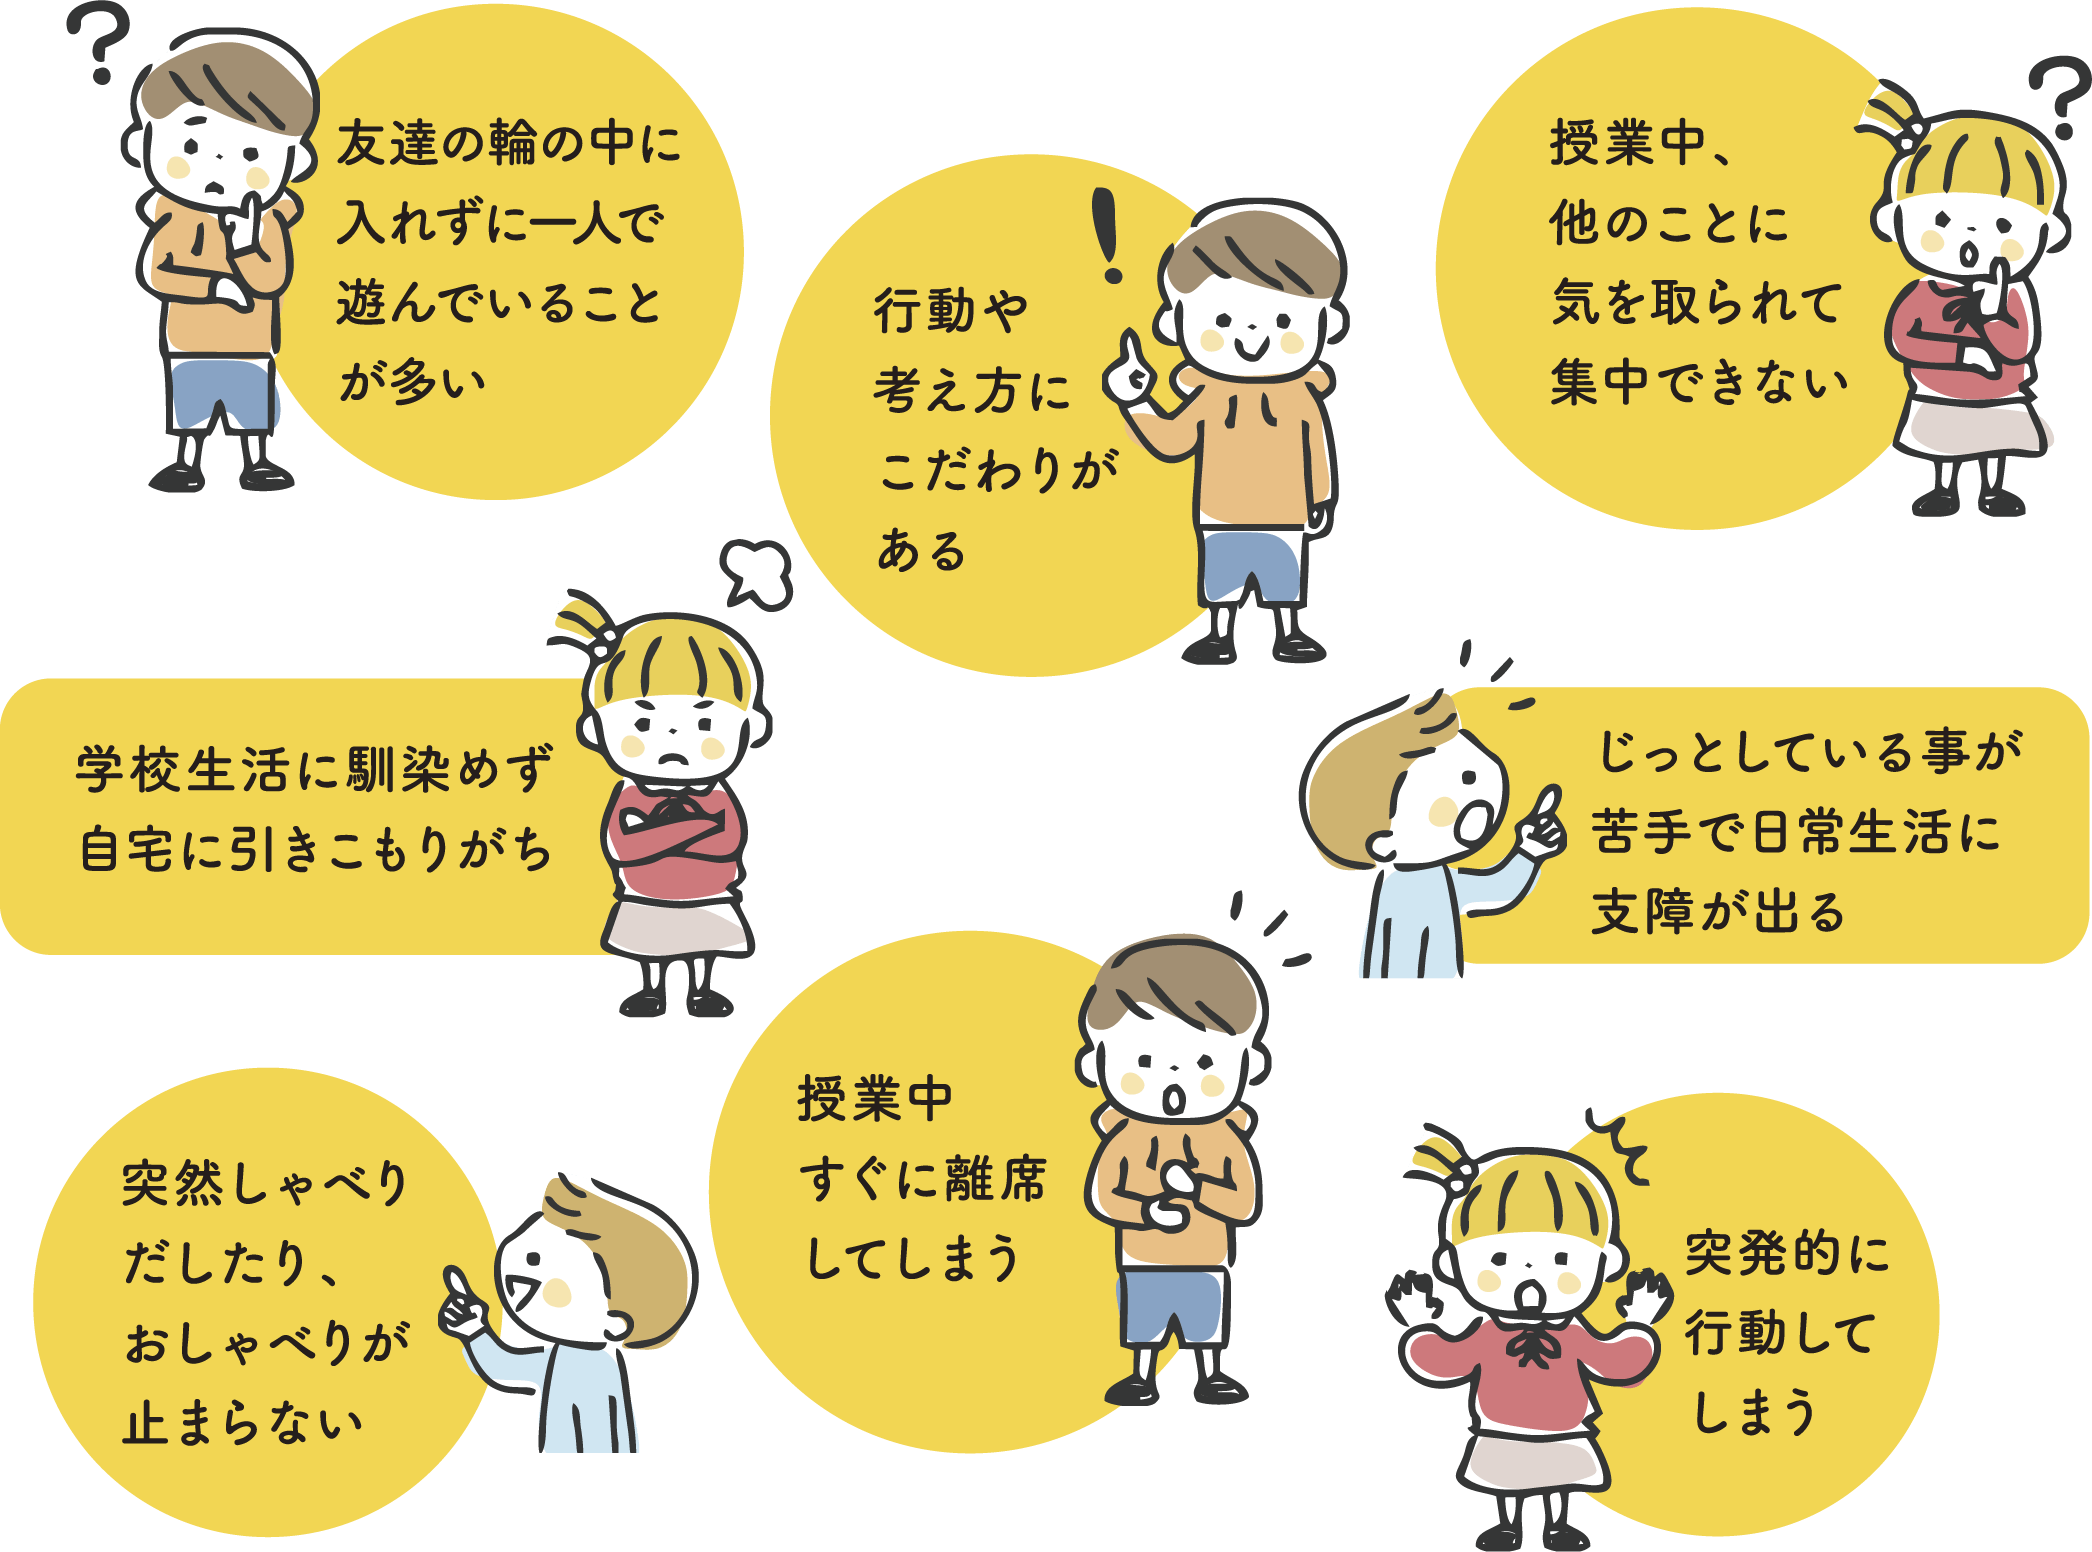 友達の輪の中に
入れずに一人で
遊んでいること
が多い
行動や
考え方に
こだわりが
ある
授業中、
他のことに
気を取られて
集中できない
学校生活に馴染めず
自宅に引きこもりがち
じっとしている事が
苦手で日常生活に
支障が出る
突然しゃべり
だしたり、
おしゃべりが
止まらない
授業中
すぐに離席
してしまう
突発的に
行動して
しまう